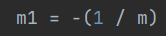 m1 = -(1 / m)